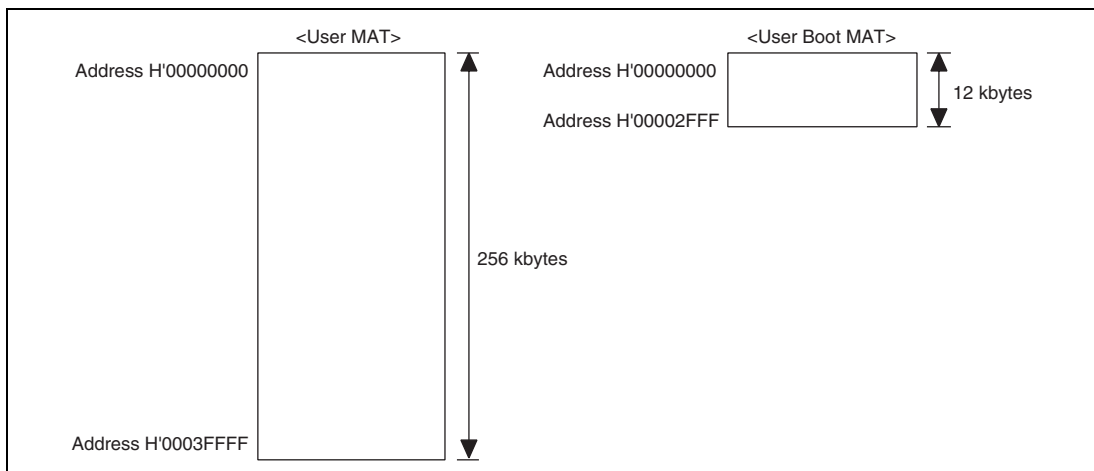 <User MAT>
Address H'00000000
256 kbytes
Address H'0003FFFF
<User Boot MAT>
Address H'00000000
12 kbytes
Address H'00002FFF